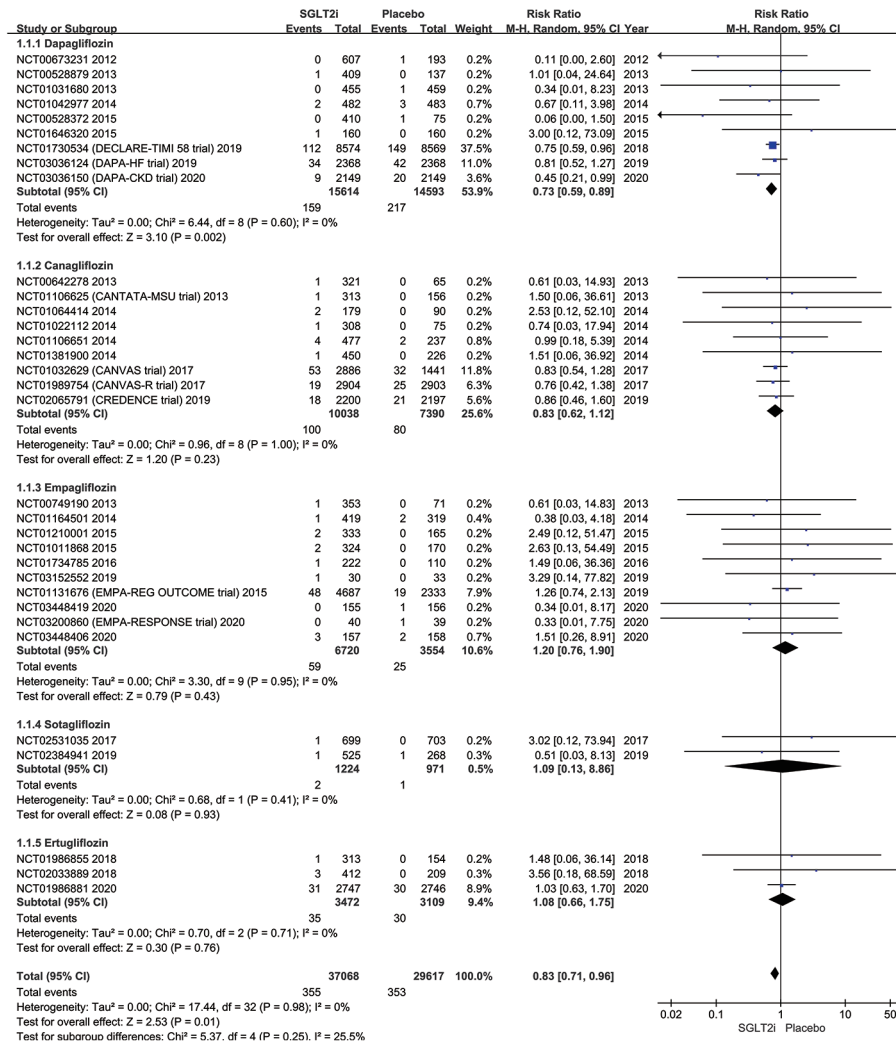 SGLT2i Placebo Risk Ratio Risk Ratio
Study or Subgroup Events Total Events Total Weight M-H. Random. 95% CI Year M-H. Random. 95% CI
1.1.1 Dapagliflozin
NCT00673231 2012 0 607 1 193 0.2% 0.11 [0.00, 2.60] 2012
NCT00528879 2013 1 409 0 137 0.2% 1.01 [0.04, 24.64] 2013
NCT01031680 2013 0 455 1 459 0.2% 0.34 [0.01, 8.23] 2013
NCT01042977 2014 2 482 3 483 0.2% 0.67 [0.11, 3.98] 2014
NCT00528372 2015 0 410 1 75 0.2% 0.06 [0.00, 1.50] 2015
NCT01646320 2015 1 160 0 160 0.2% 3.00 [0.12, 73.09] 2015
NCT01730534 (DECLARE-TIMI 58 trial) 2019 112 8574 149 8569 37.5% 0.75 [0.59, 0.96] 2018
NCT03036124 (DAPA-HF trial) 2019 34 2368 42 2368 11.0% 0.81 [0.52, 1.27] 2019
NCT03036150 (DAPA-CKD trial) 2020 9 2149 20 2149 3.6% 0.45 [0.21, 0.99] 2020
Subtotal (95% CI) 15614 14593 53.9% 0.73 [0.59, 0.89]
Total events 159 217
Heterogeneity: Tau² = 0.00; Chi² = 6.44, df = 8 (P = 0.60); I² = 0%
Test for overall effect: Z = 3.10 (P = 0.002)
1.1.2 Canagliflozin
NCT00642278 2013 1 321 0 65 0.2% 0.61 [0.03, 14.93] 2013
NCT01106625 (CANTATA-MSU trial) 2013 1 313 0 156 0.2% 1.50 [0.06, 36.61] 2013
NCT01064414 2014 2 179 0 90 0.2% 2.53 [0.12, 52.10] 2014
NCT01022112 2014 1 308 0 75 0.2% 0.74 [0.03, 17.94] 2014
NCT01106651 2014 4 477 2 237 0.7% 0.99 [0.18, 5.39] 2014
NCT01381900 2014 1 450 0 226 0.2% 1.51 [0.06, 36.92] 2014
NCT01032629 (CANVAS trial) 2017 53 2886 32 1441 11.8% 0.83 [0.54, 1.28] 2017
NCT01989754 (CANVAS-R trial) 2017 19 2904 25 2903 6.3% 0.76 [0.42, 1.38] 2017
NCT02065791 (CREDENCE trial) 2019 18 2200 21 2197 5.6% 0.86 [0.46, 1.60] 2019
Subtotal (95% CI) 10038 7390 25.6% 0.83 [0.62, 1.12]
Total events 100 80
Heterogeneity: Tau² = 0.00; Chi² = 0.96, df = 8 (P = 1.00); I² = 0%
Test for overall effect: Z = 1.20 (P = 0.23)
1.1.3 Empagliflozin
NCT00749190 2013 1 353 0 71 0.2% 0.61 [0.03, 14.83] 2013
NCT01164501 2014 1 419 2 319 0.4% 0.38 [0.03, 4.18] 2014
NCT01210001 2015 2 333 0 165 0.2% 2.49 [0.12, 51.47] 2015
NCT01011868 2015 2 324 0 170 0.2% 2.63 [0.13, 54.49] 2015
NCT01734785 2016 1 222 0 110 0.2% 1.49 [0.06, 36.36] 2016
NCT03152552 2019 1 30 0 33 0.2% 3.29 [0.14, 77.82] 2019
NCT01131676 (EMPA-REG OUTCOME trial) 2015 48 4687 19 2333 7.9% 1.26 [0.74, 2.13] 2019
NCT03448419 2020 0 155 1 156 0.2% 0.34 [0.01, 8.17] 2020
NCT03200860 (EMPA-RESPONSE trial) 2020 0 40 1 39 0.2% 0.33 [0.01, 7.75] 2020
NCT03448406 2020 3 157 2 158 0.7% 1.51 [0.26, 8.91] 2020
Subtotal (95% CI) 6720 3554 10.6% 1.20 [0.76, 1.90]
Total events 59 25
Heterogeneity: Tau² = 0.00; Chi² = 3.30, df = 9 (P = 0.95); I² = 0%
Test for overall effect: Z = 0.79 (P = 0.43)
1.1.4 Sotagliflozin
NCT02531035 2017 1 699 0 703 0.2% 3.02 [0.12, 73.94] 2017
NCT02384941 2019 1 525 1 268 0.3% 0.51 [0.03, 8.13] 2019
Subtotal (95% CI) 1224 971 0.5% 1.09 [0.13, 8.86]
Total events 2 1
Heterogeneity: Tau² = 0.00; Chi² = 0.68, df = 1 (P = 0.41); I² = 0%
Test for overall effect: Z = 0.08 (P = 0.93)
1.1.5 Ertugliflozin
NCT01986855 2018 1 313 0 154 0.2% 1.48 [0.06, 36.14] 2018
NCT02033889 2018 3 412 0 209 0.2% 3.56 [0.18, 68.59] 2018
NCT01986881 2020 31 2747 30 2746 8.9% 1.03 [0.63, 1.70] 2020
Subtotal (95% CI) 3472 3109 9.4% 1.08 [0.66, 1.75]
Total events 35 30
Heterogeneity: Tau² = 0.00; Chi² = 0.70, df = 2 (P = 0.71); I² = 0%
Test for overall effect: Z = 0.30 (P = 0.76)
Total (95% CI) 37068 29617 100.0% 0.83 [0.71, 0.96]
Total events 355 353
Heterogeneity: Tau² = 0.00; Chi² = 17.44, df = 32 (P = 0.98); I² = 0%
Test for overall effect: Z = 2.53 (P = 0.01)
Test for subgroup differences: Chi² = 5.37, df = 4 (P = 0.25), I² = 25.5%
0.02 0.1 1 10 50
SGLT2i Placebo